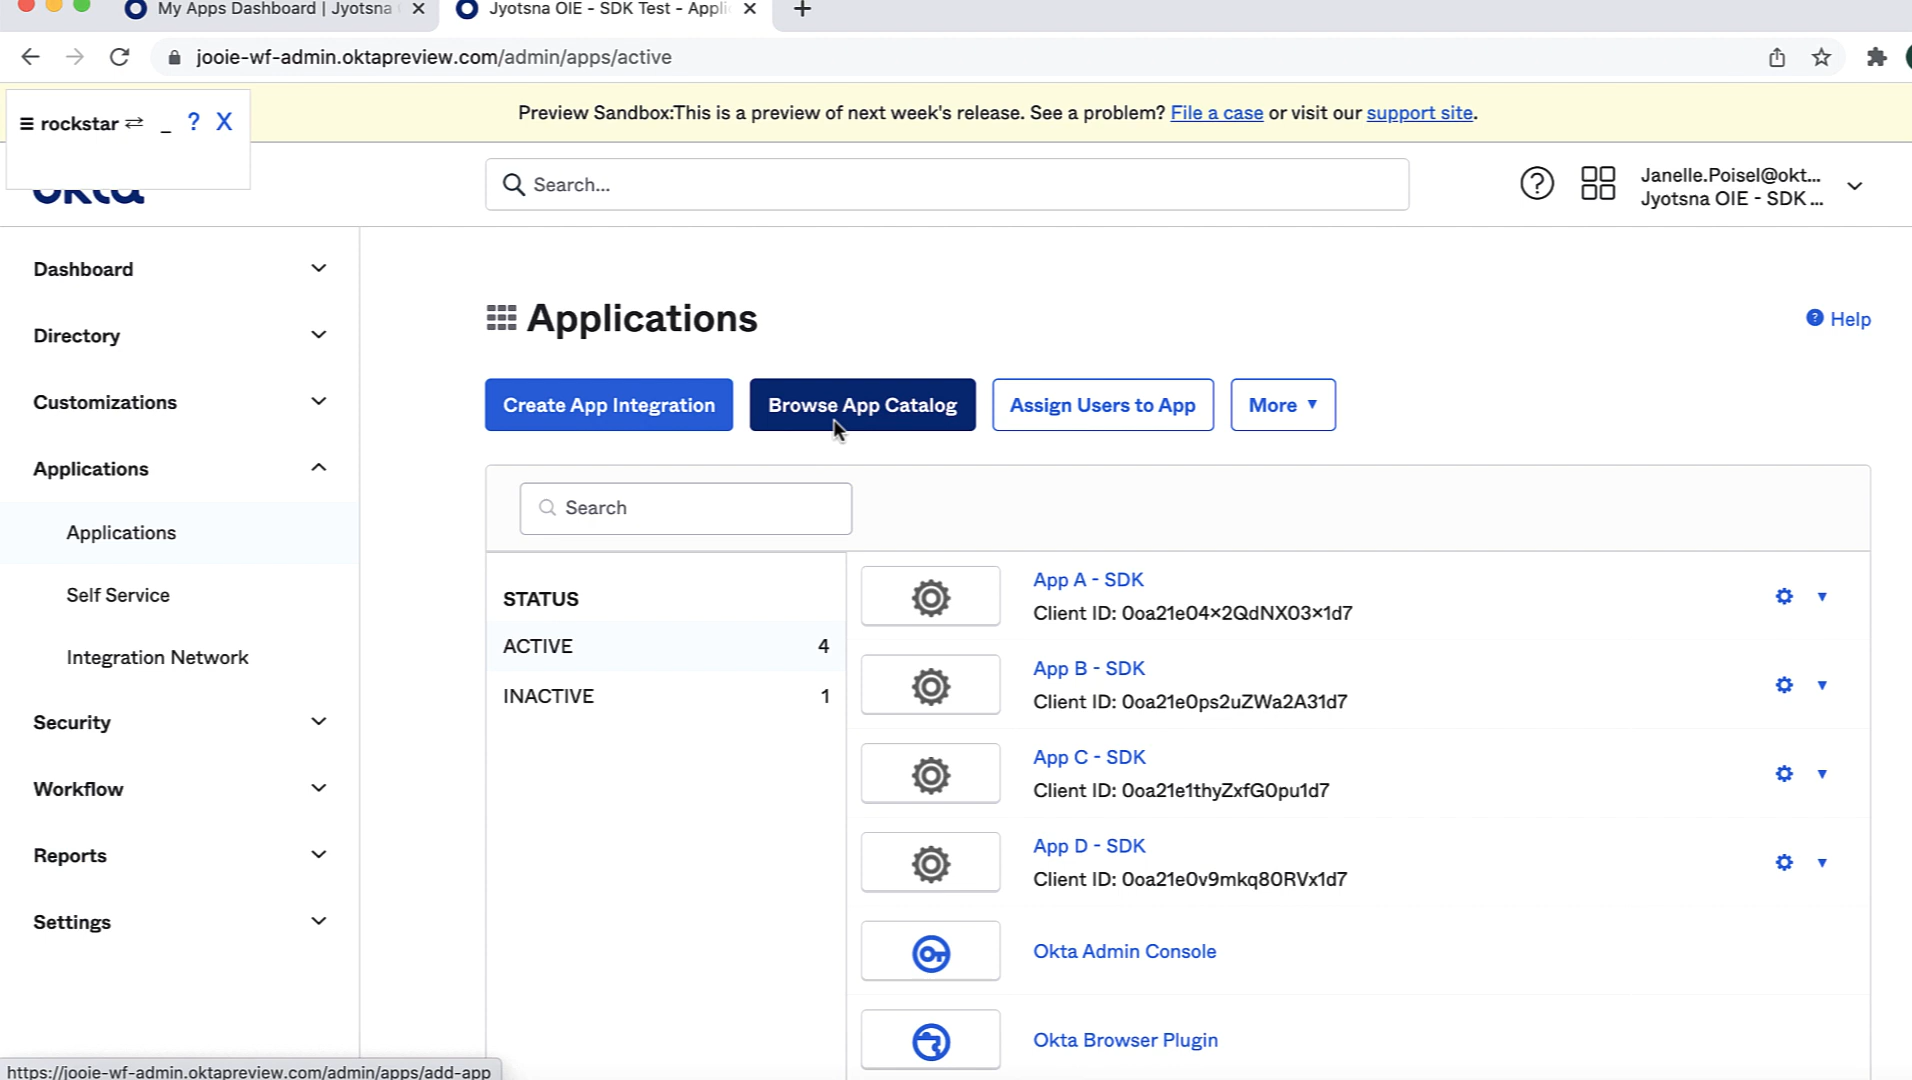 My Apps Dashboard | Jyotsna
Jyotsna OIE - SDK Test - Appli
jooie-wf-admin.oktapreview.com/admin/apps/active
rockstar ⇄ _ ? X
Preview Sandbox:This is a preview of next week's release. See a problem? File a case or visit our support site.
okta
Search...
Janelle.Poisel@okt...
Jyotsna OIE - SDK ...
Dashboard
Directory
Customizations
Applications
Applications
Self Service
Integration Network
Security
Workflow
Reports
Settings
Applications
Help
Create App Integration
Browse App Catalog
Assign Users to App
More
Search
STATUS
ACTIVE 4
INACTIVE 1
App A - SDK
Client ID: 0oa21e04x2QdNX03x1d7
App B - SDK
Client ID: 0oa21e0ps2uZWa2A31d7
App C - SDK
Client ID: 0oa21e1thyZxfG0pu1d7
App D - SDK
Client ID: 0oa21e0v9mkq80RVx1d7
Okta Admin Console
Okta Browser Plugin
https://jooie-wf-admin.oktapreview.com/admin/apps/add-app